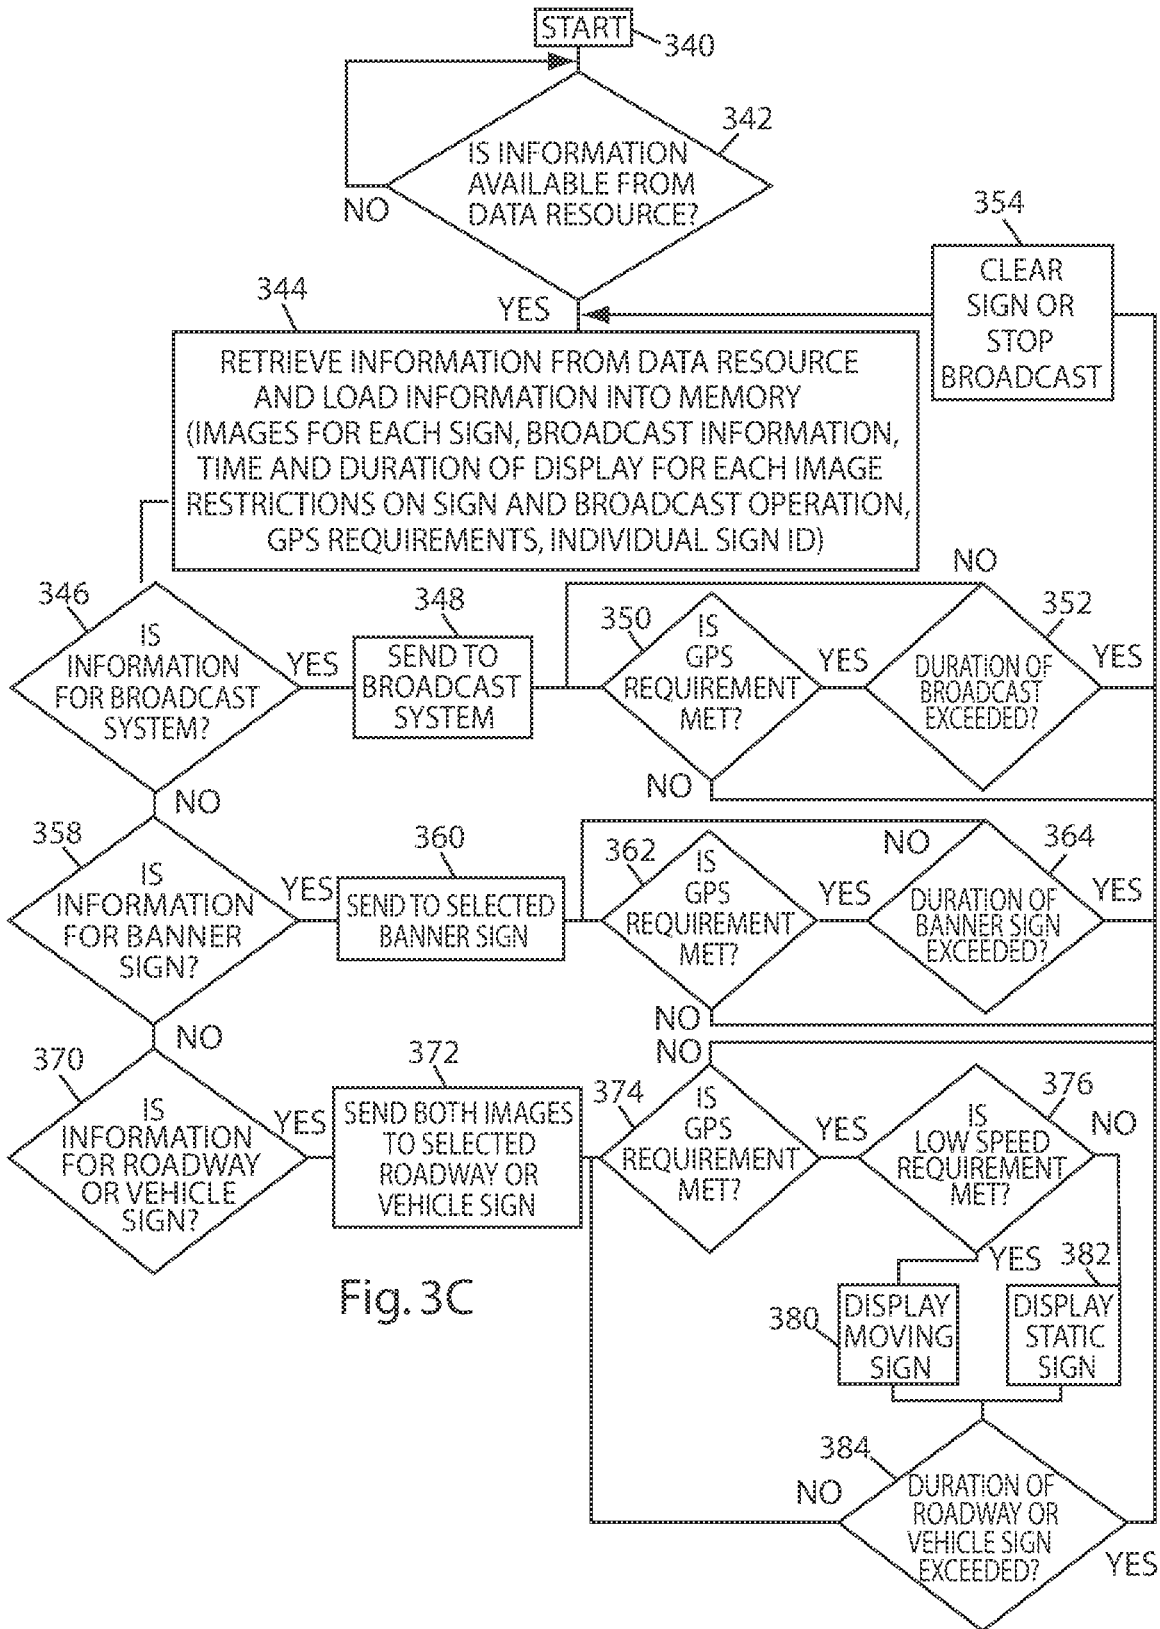 START
340
342
IS INFORMATION
AVAILABLE FROM
DATA RESOURCE?
NO
YES
354
CLEAR
SIGN OR
STOP
BROADCAST
344
RETRIEVE INFORMATION FROM DATA RESOURCE
AND LOAD INFORMATION INTO MEMORY
(IMAGES FOR EACH SIGN, BROADCAST INFORMATION,
TIME AND DURATION OF DISPLAY FOR EACH IMAGE
RESTRICTIONS ON SIGN AND BROADCAST OPERATION,
GPS REQUIREMENTS, INDIVIDUAL SIGN ID)
346
IS
INFORMATION
FOR BROADCAST
SYSTEM?
YES
348
SEND TO
BROADCAST
SYSTEM
350
IS
GPS
REQUIREMENT
MET?
YES
NO
NO
352
DURATION OF
BROADCAST
EXCEEDED?
YES
NO
358
IS
INFORMATION
FOR BANNER
SIGN?
YES
360
SEND TO SELECTED
BANNER SIGN
362
IS
GPS
REQUIREMENT
MET?
YES
NO
NO
364
DURATION OF
BANNER SIGN
EXCEEDED?
YES
NO
370
IS
INFORMATION
FOR ROADWAY
OR VEHICLE
SIGN?
YES
372
SEND BOTH IMAGES
TO SELECTED
ROADWAY OR
VEHICLE SIGN
NO
374
IS
GPS
REQUIREMENT
MET?
YES
376
IS
LOW SPEED
REQUIREMENT
MET?
NO
YES
380
DISPLAY
MOVING
SIGN
382
DISPLAY
STATIC
SIGN
384
DURATION OF
ROADWAY OR
VEHICLE SIGN
EXCEEDED?
NO
YES
Fig. 3C